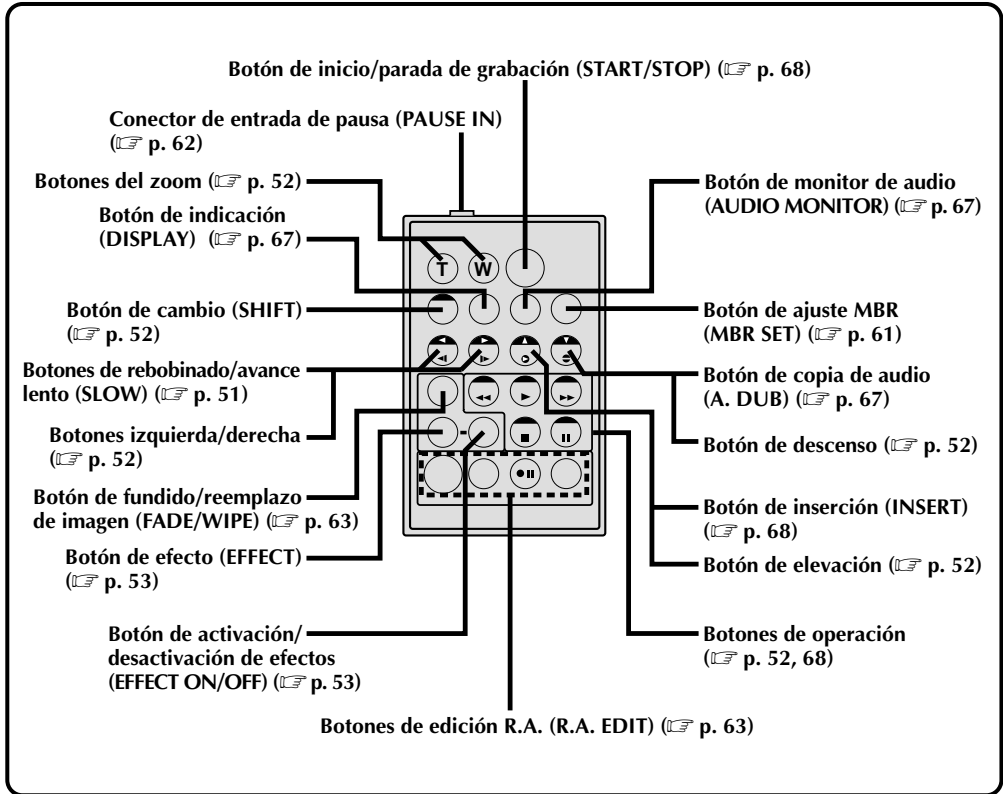 Botón de inicio/parada de grabación (START/STOP) (☞ p. 68)
Conector de entrada de pausa (PAUSE IN)
(☞ p. 62)
Botones del zoom (☞ p. 52)
Botón de indicación
(DISPLAY) (☞ p. 67)
Botón de cambio (SHIFT)
(☞ p. 52)
Botones de rebobinado/avance
lento (SLOW) (☞ p. 51)
Botones izquierda/derecha
(☞ p. 52)
Botón de fundido/reemplazo
de imagen (FADE/WIPE) (☞ p. 63)
Botón de efecto (EFFECT)
(☞ p. 53)
Botón de activación/
desactivación de efectos
(EFFECT ON/OFF) (☞ p. 53)
T W
Botón de monitor de audio
(AUDIO MONITOR) (☞ p. 67)
Botón de ajuste MBR
(MBR SET) (☞ p. 61)
Botón de copia de audio
(A. DUB) (☞ p. 67)
Botón de descenso (☞ p. 52)
Botón de inserción (INSERT)
(☞ p. 68)
Botón de elevación (☞ p. 52)
Botones de operación
(☞ p. 52, 68)
Botones de edición R.A. (R.A. EDIT) (☞ p. 63)